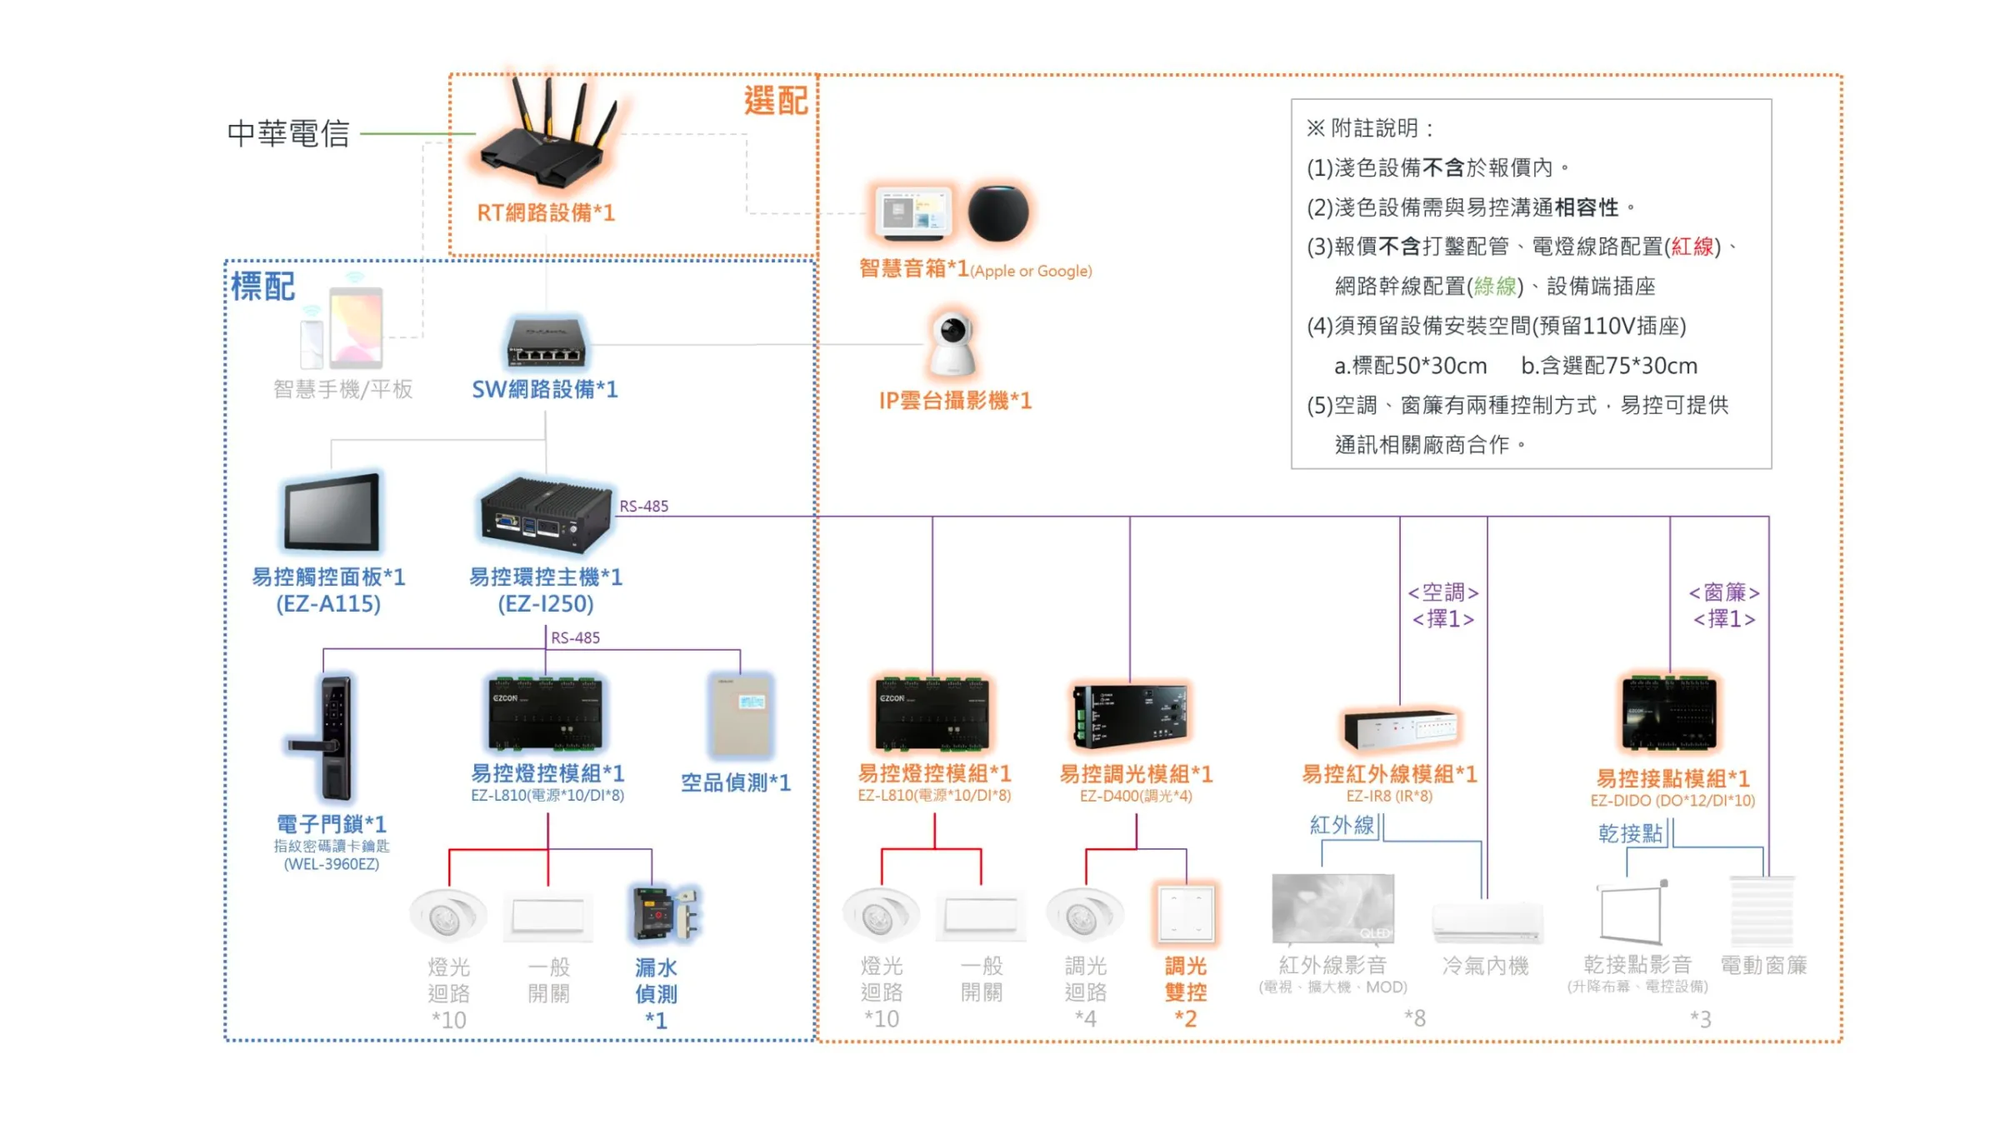 中華電信
選配
RT網路設備*1
智慧音箱*1(Apple or Google)
※ 附註說明：
(1)淺色設備不含於報價內。
(2)淺色設備需與易控溝通相容性。
(3)報價不含打鑿配管、電燈線路配置(紅線)、
網路幹線配置(綠線)、設備端插座
(4)須預留設備安裝空間(預留110V插座)
a.標配50*30cm b.含選配75*30cm
(5)空調、窗簾有兩種控制方式，易控可提供
通訊相關廠商合作。
標配
智慧手機/平板
D-Link
SW網路設備*1
IP雲台攝影機*1
易控觸控面板*1
(EZ-A115)
易控環控主機*1
(EZ-I250)
RS-485
RS-485
<空調>
<擇1>
<窗簾>
<擇1>
EZCON
EZCON
電子門鎖*1
指紋密碼讀卡鑰匙
(WEL-3960EZ)
易控燈控模組*1
EZ-L810(電源*10/DI*8)
空品偵測*1
易控燈控模組*1
EZ-L810(電源*10/DI*8)
易控調光模組*1
EZ-D400(調光*4)
易控紅外線模組*1
EZ-IR8 (IR*8)
易控接點模組*1
EZ-DIDO (DO*12/DI*10)
紅外線
乾接點
QLED
燈光
迴路
*10
一般
開關
漏水
偵測
*1
燈光
迴路
*10
一般
開關
調光
迴路
*4
調光
雙控
*2
紅外線影音
(電視、擴大機、MOD)
冷氣內機
*8
乾接點影音
(升降布幕、電控設備)
電動窗簾
*3